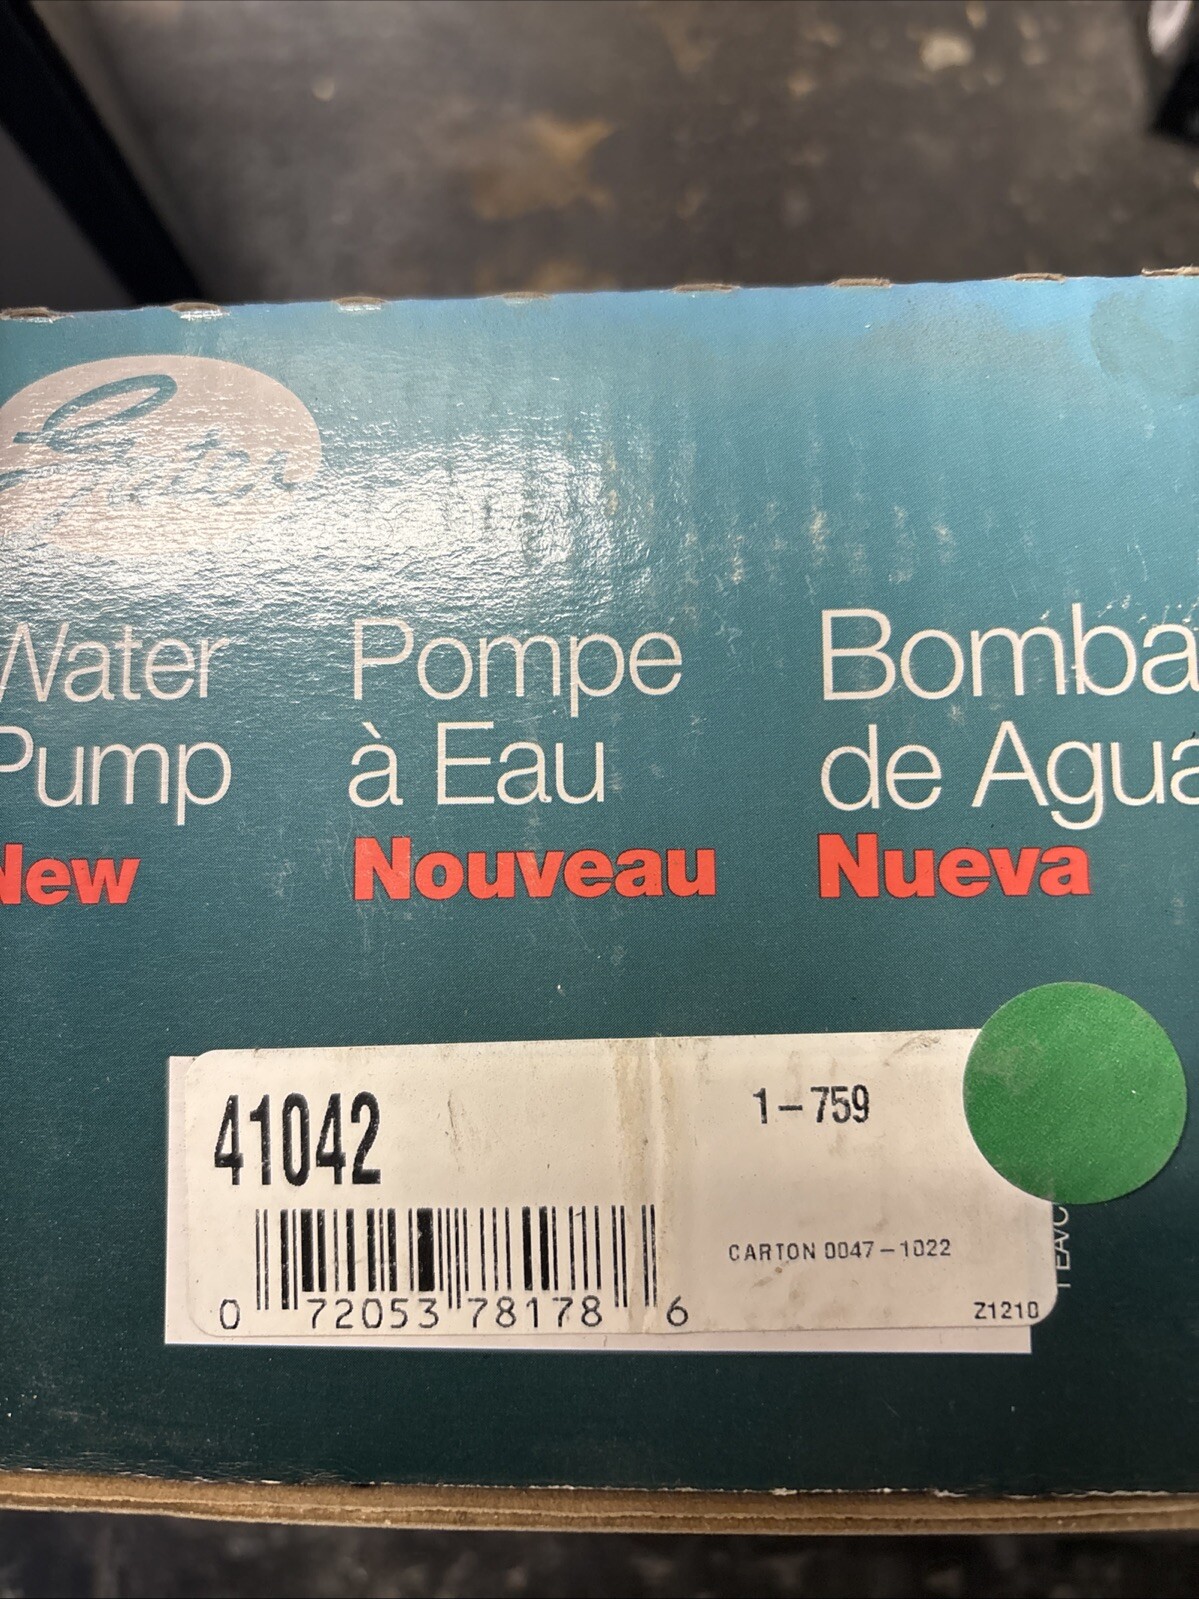 Gates
Water
Pump
New
Pompe
à Eau
Nouveau
Bomba
de Agua
Nueva
41042
1-759
0 72053 78178 6
CARTON 0047-1022
Z1210